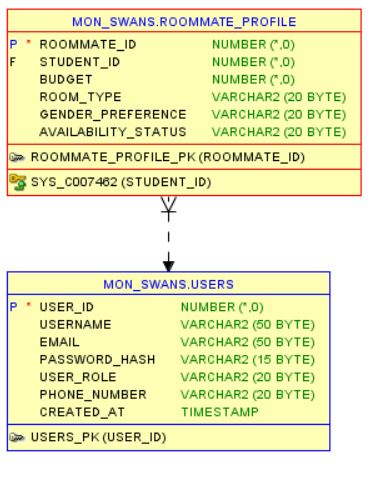 MON_SWANS.ROOMMATE_PROFILE
P * ROOMMATE_ID NUMBER (*,0)
F STUDENT_ID NUMBER (*,0)
BUDGET NUMBER (*,0)
ROOM_TYPE VARCHAR2 (20 BYTE)
GENDER_PREFERENCE VARCHAR2 (20 BYTE)
AVAILABILITY_STATUS VARCHAR2 (20 BYTE)
ROOMMATE_PROFILE_PK (ROOMMATE_ID)
SYS_C007462 (STUDENT_ID)
MON_SWANS.USERS
P * USER_ID NUMBER (*,0)
USERNAME VARCHAR2 (50 BYTE)
EMAIL VARCHAR2 (50 BYTE)
PASSWORD_HASH VARCHAR2 (15 BYTE)
USER_ROLE VARCHAR2 (20 BYTE)
PHONE_NUMBER VARCHAR2 (20 BYTE)
CREATED_AT TIMESTAMP
USERS_PK (USER_ID)